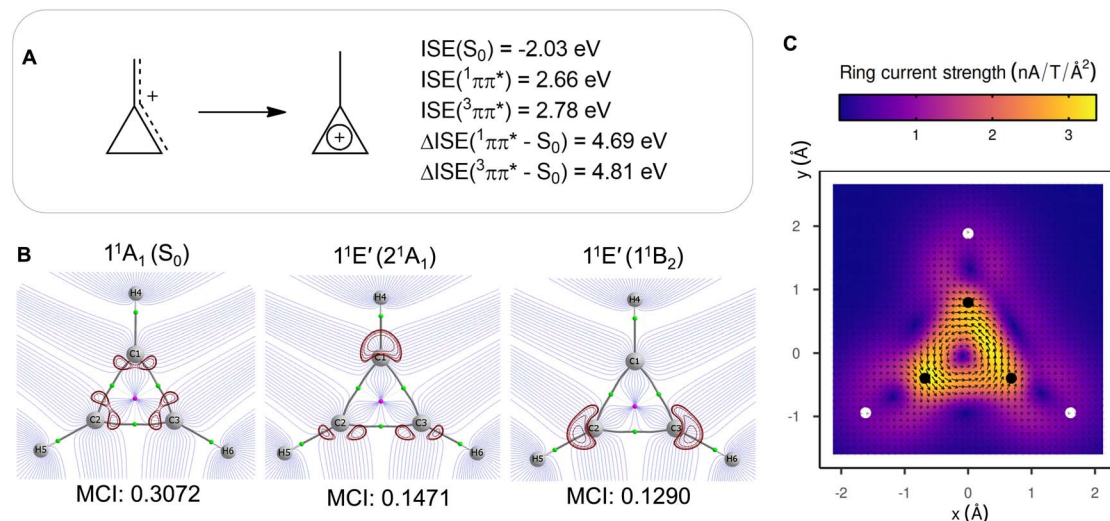 A
+
+
ISE(S₀) = -2.03 eV
ISE(¹ππ*) = 2.66 eV
ISE(³ππ*) = 2.78 eV
ΔISE(¹ππ* - S₀) = 4.69 eV
ΔISE(³ππ* - S₀) = 4.81 eV
B
1¹A₁ (S₀)
H4
C1
C2
C3
H5
H6
MCI: 0.3072
1¹E′ (2¹A₁)
H4
C1
C2
C3
H5
H6
MCI: 0.1471
1¹E′ (1¹B₂)
H4
C1
C2
C3
H5
H6
MCI: 0.1290
C
Ring current strength (nA/T/Å²)
1 2 3
y (Å)
2
1
0
-1
-2 -1 0 1 2
x (Å)